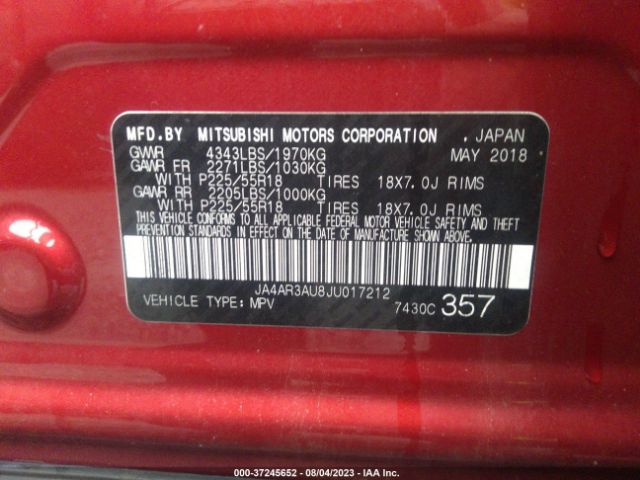 MFD.BY MITSUBISHI MOTORS CORPORATION , JAPAN
GVWR 4343LBS/1970KG MAY 2018
GAWR FR 2271LBS/1030KG
WITH P225/55R18 TIRES 18X7.0J RIMS
GAWR RR 2205LBS/1000KG
WITH P225/55R18 TIRES 18X7.0J RIMS
THIS VEHICLE CONFORMS TO ALL APPLICABLE FEDERAL MOTOR VEHICLE SAFETY AND THEFT
PREVENTION STANDARDS IN EFFECT ON THE DATE OF MANUFACTURE SHOWN ABOVE.
JA4AR3AU8JU017212
VEHICLE TYPE: MPV 7430C 357
000-37245652 - 08/04/2023 - IAA Inc.